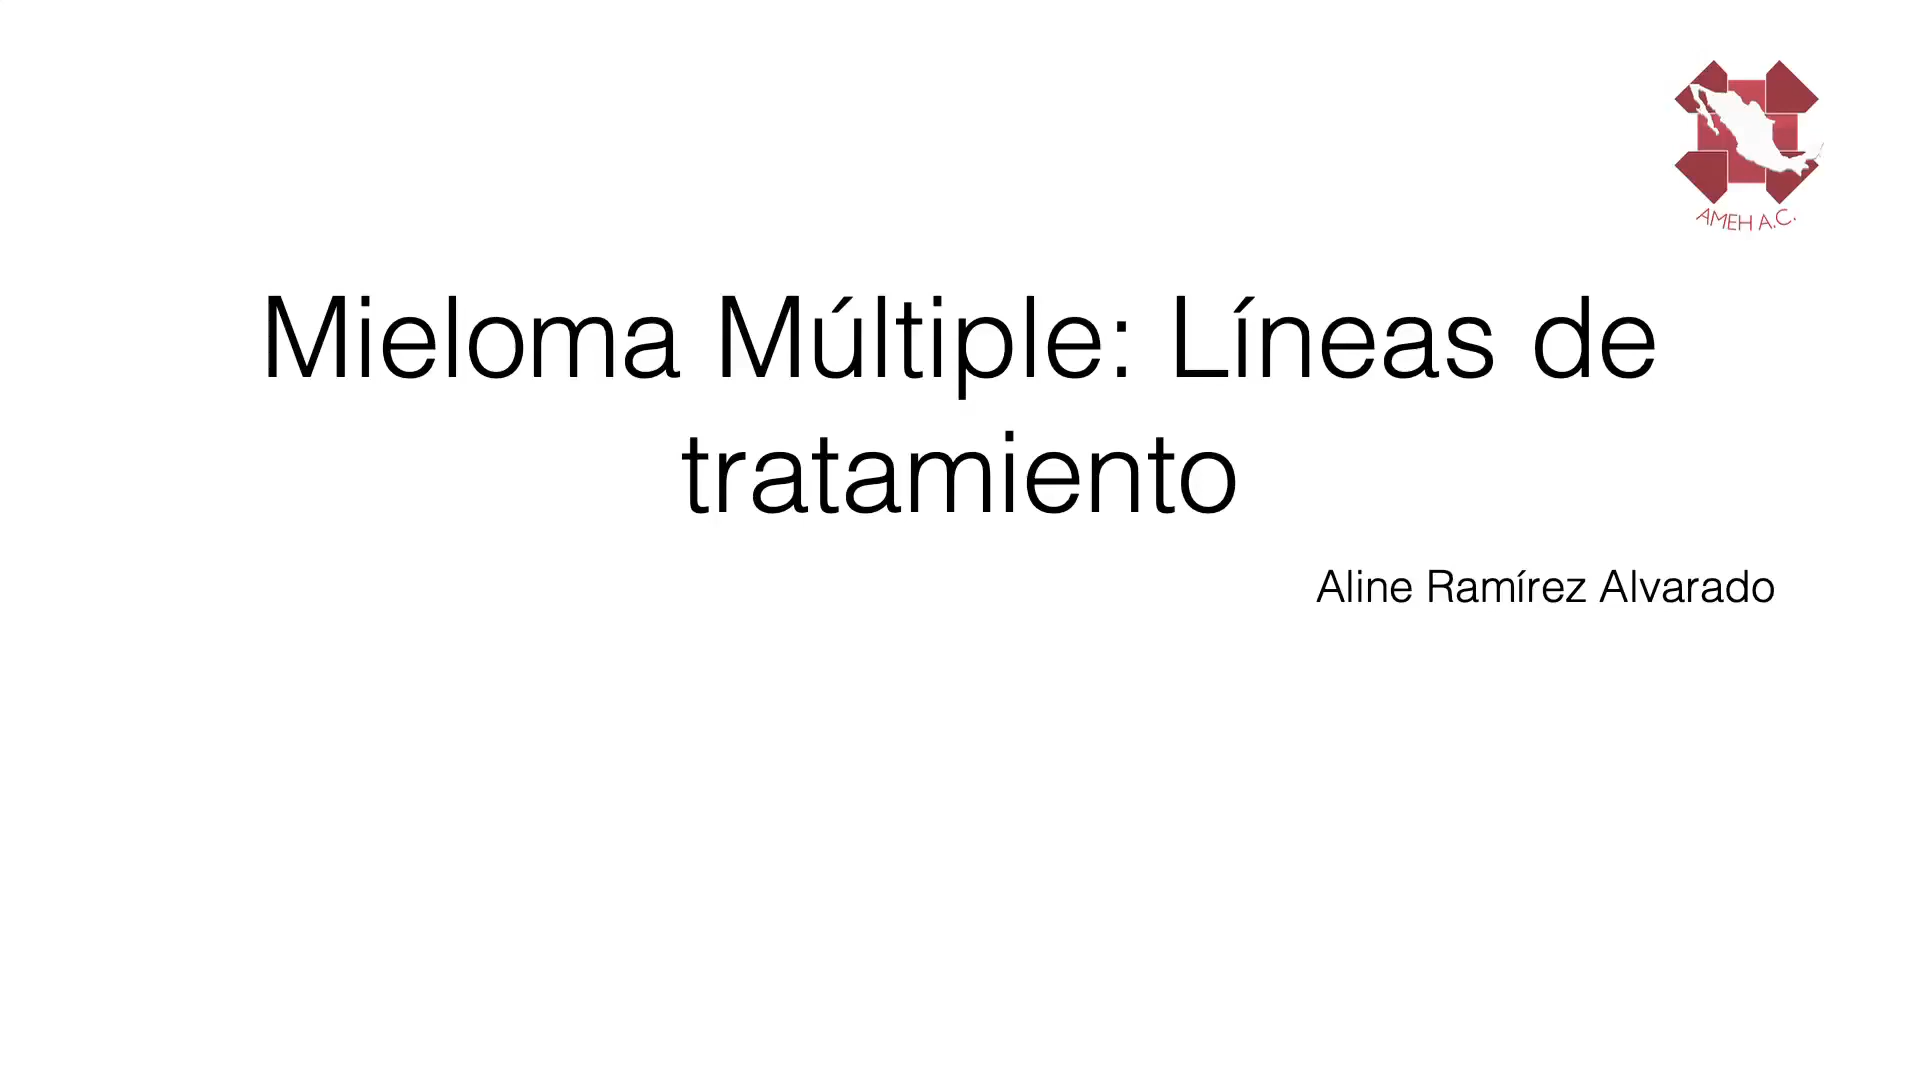 AMEH A.C.
Mieloma Múltiple: Líneas de
tratamiento
Aline Ramírez Alvarado